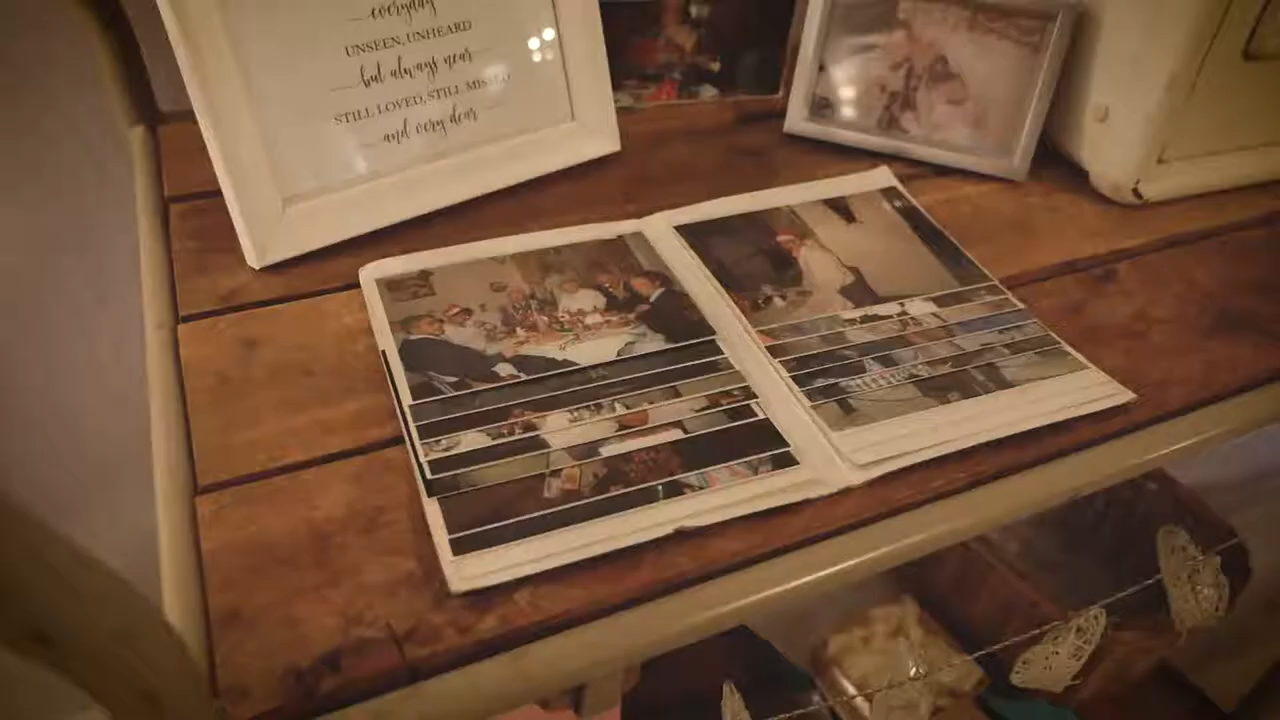 everyday
UNSEEN, UNHEARD
but always near
STILL LOVED, STILL MISSED
and very dear